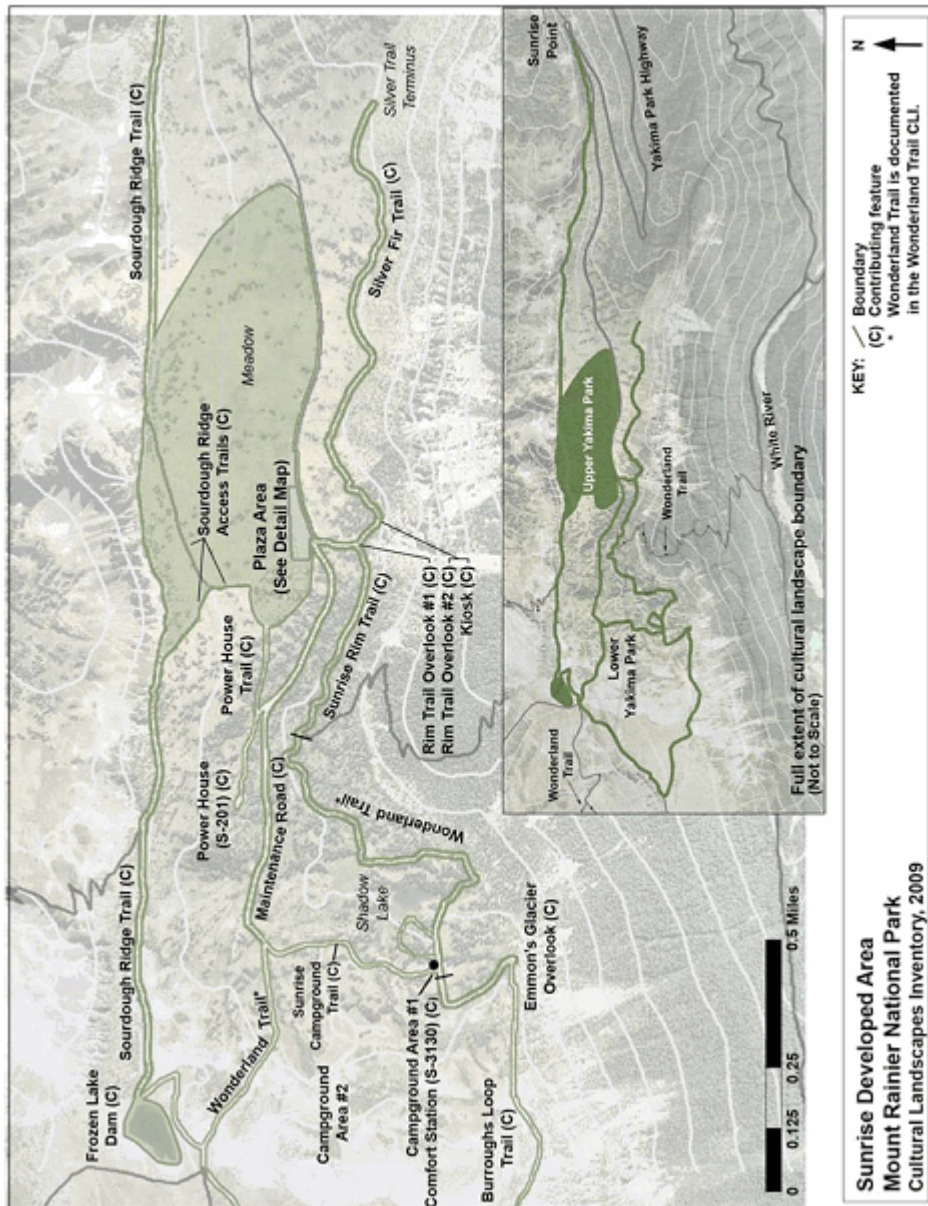 Sourdough Ridge Trail (C)
Sourdough Ridge Trail (C)
Frozen Lake
Dam (C)
Sourdough Ridge
Access Trails (C)
Meadow
Power House
Trail (C)
Plaza Area
(See Detail Map)
Power House
(S-201) (C)
Maintenance Road (C)
Wonderland Trail*
Silver Trail
Terminus
Silver Fir Trail (C)
Sunrise Rim Trail (C)
Sunrise
Campground
Trail (C)
Campground
Area #2
Shadow
Lake
Wonderland Trail*
Rim Trail Overlook #1 (C)
Rim Trail Overlook #2 (C)
Kiosk (C)
Campground Area #1
Comfort Station (S-3130) (C)
Emmon's Glacier
Overlook (C)
Burroughs Loop
Trail (C)
Sunrise
Point
Yakima Park Highway
Upper Yakima Park
Wonderland
Trail
Lower
Yakima Park
Wonderland
Trail
White River
Full extent of cultural landscape boundary
(Not to Scale)
0 0.125 0.25 0.5 Miles
Sunrise Developed Area
Mount Rainier National Park
Cultural Landscapes Inventory, 2009
KEY:
Boundary
(C) Contributing feature
* Wonderland Trail is documented
in the Wonderland Trail CLI.
N